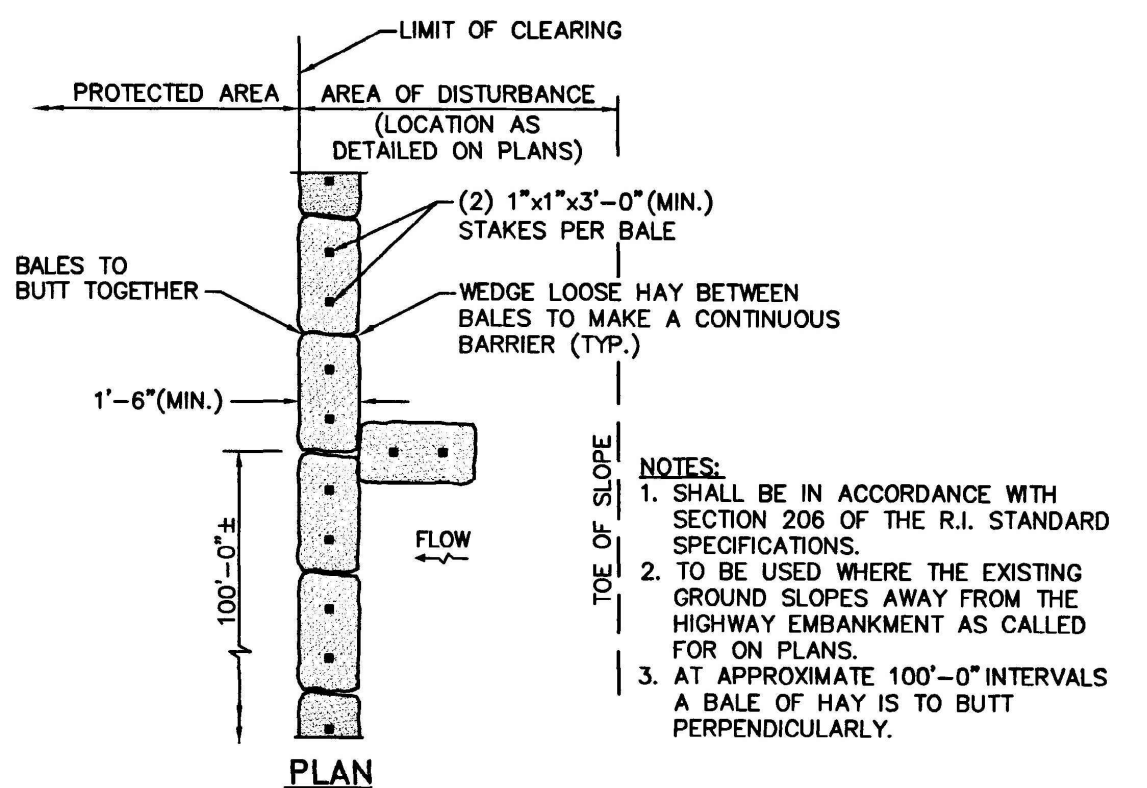 LIMIT OF CLEARING
PROTECTED AREA
AREA OF DISTURBANCE
(LOCATION AS
DETAILED ON PLANS)
(2) 1"x1"x3'-0"(MIN.)
STAKES PER BALE
BALES TO
BUTT TOGETHER
WEDGE LOOSE HAY BETWEEN
BALES TO MAKE A CONTINUOUS
BARRIER (TYP.)
1'-6"(MIN.)
100'-0"±
FLOW
TOE OF SLOPE
NOTES:
1. SHALL BE IN ACCORDANCE WITH
SECTION 206 OF THE R.I. STANDARD
SPECIFICATIONS.
2. TO BE USED WHERE THE EXISTING
GROUND SLOPES AWAY FROM THE
HIGHWAY EMBANKMENT AS CALLED
FOR ON PLANS.
3. AT APPROXIMATE 100'-0" INTERVALS
A BALE OF HAY IS TO BUTT
PERPENDICULARLY.
PLAN